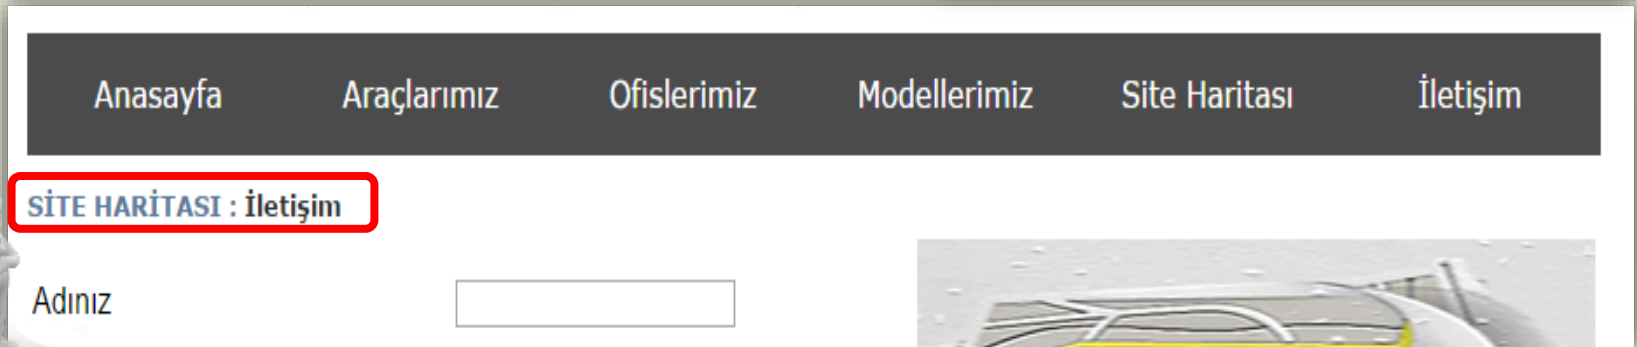 Anasayfa Araçlarımız Ofislerimiz Modellerimiz Site Haritası İletişim
SİTE HARİTASI : İletişim
Adınız